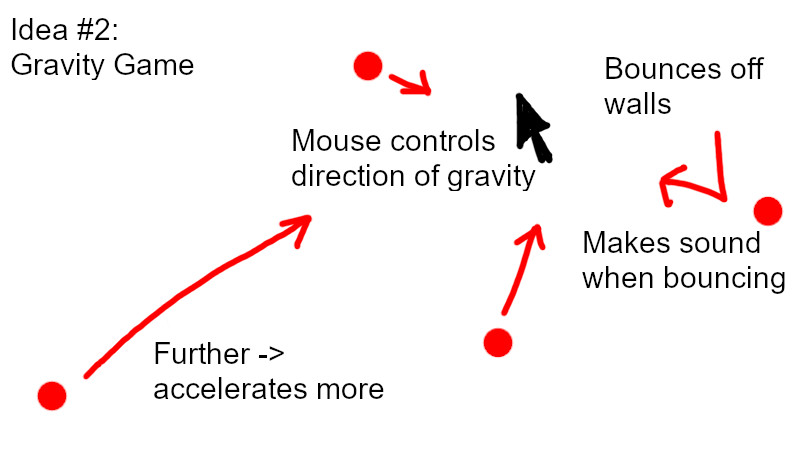 Idea #2:
Gravity Game
Bounces off
walls
Mouse controls
direction of gravity
Makes sound
when bouncing
Further ->
accelerates more